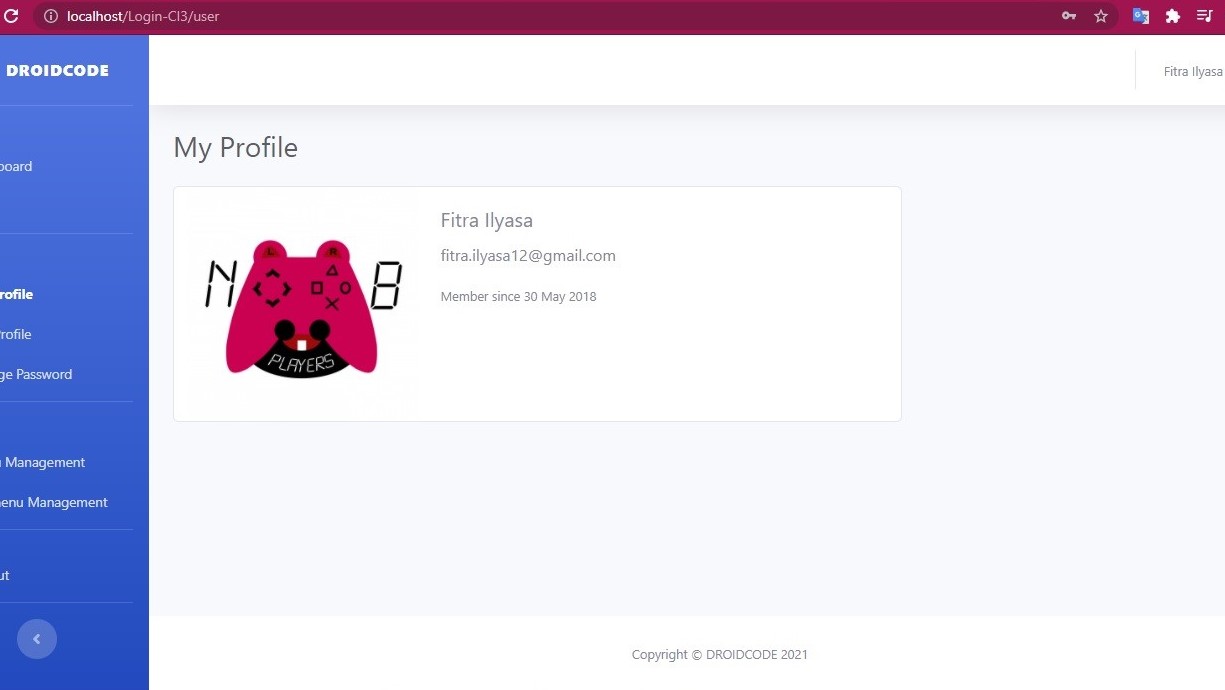 localhost/Login-CI3/user
DROIDCODE
Fitra Ilyasa
My Profile
board
rofile
rofile
ge Password
Management
enu Management
ut
N B
L R
PLAYERS
Fitra Ilyasa
fitra.ilyasa12@gmail.com
Member since 30 May 2018
Copyright © DROIDCODE 2021